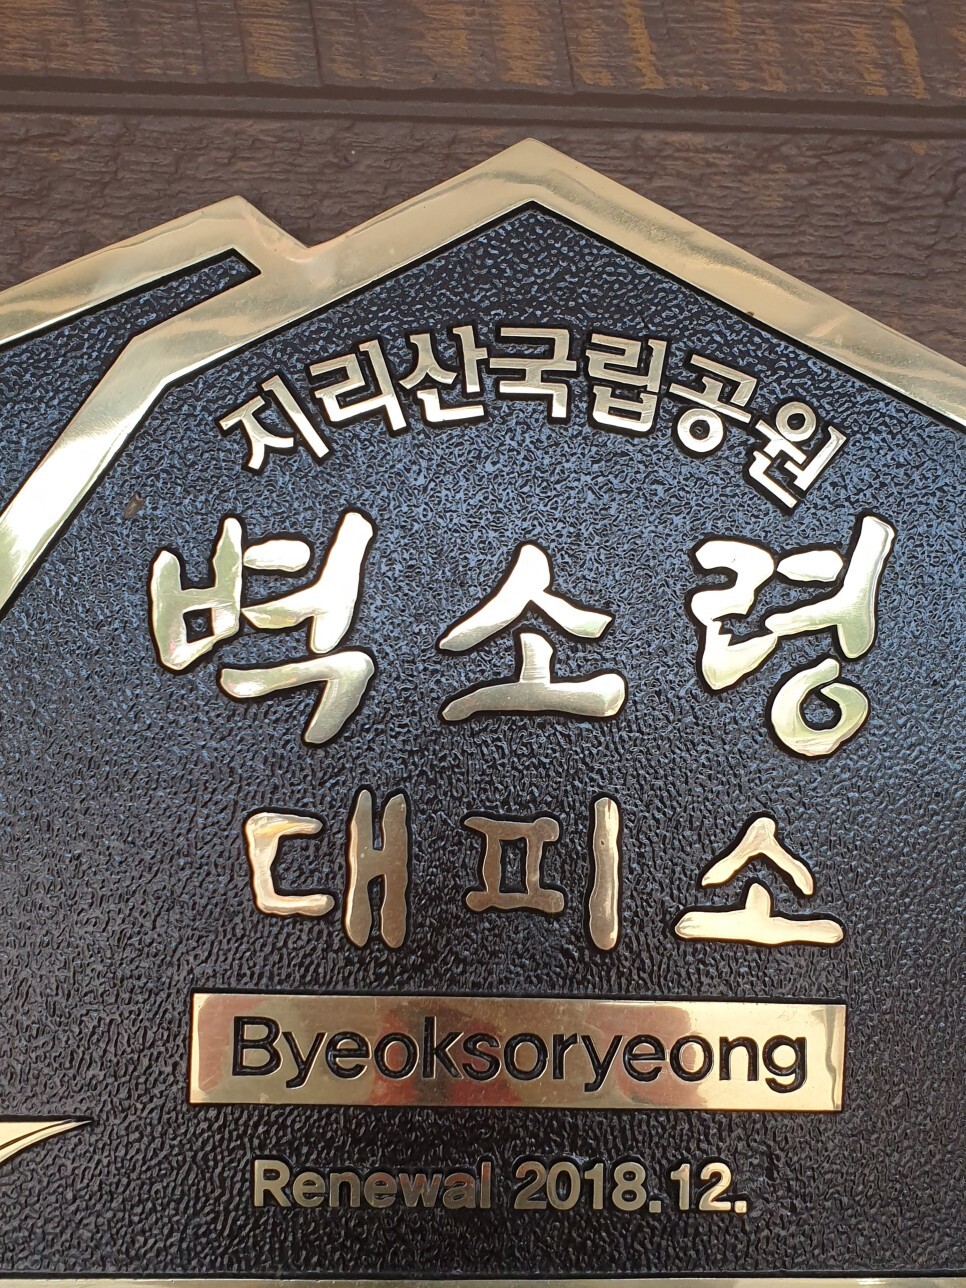 지리산국립공원
벽소령
대피소
Byeoksoryeong
Renewal 2018.12.